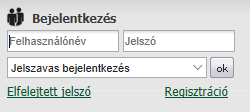 Bejelentkezés
Felhasználónév Jelszó
Jelszavas bejelentkezés ok
Elfelejtett jelszó Regisztráció